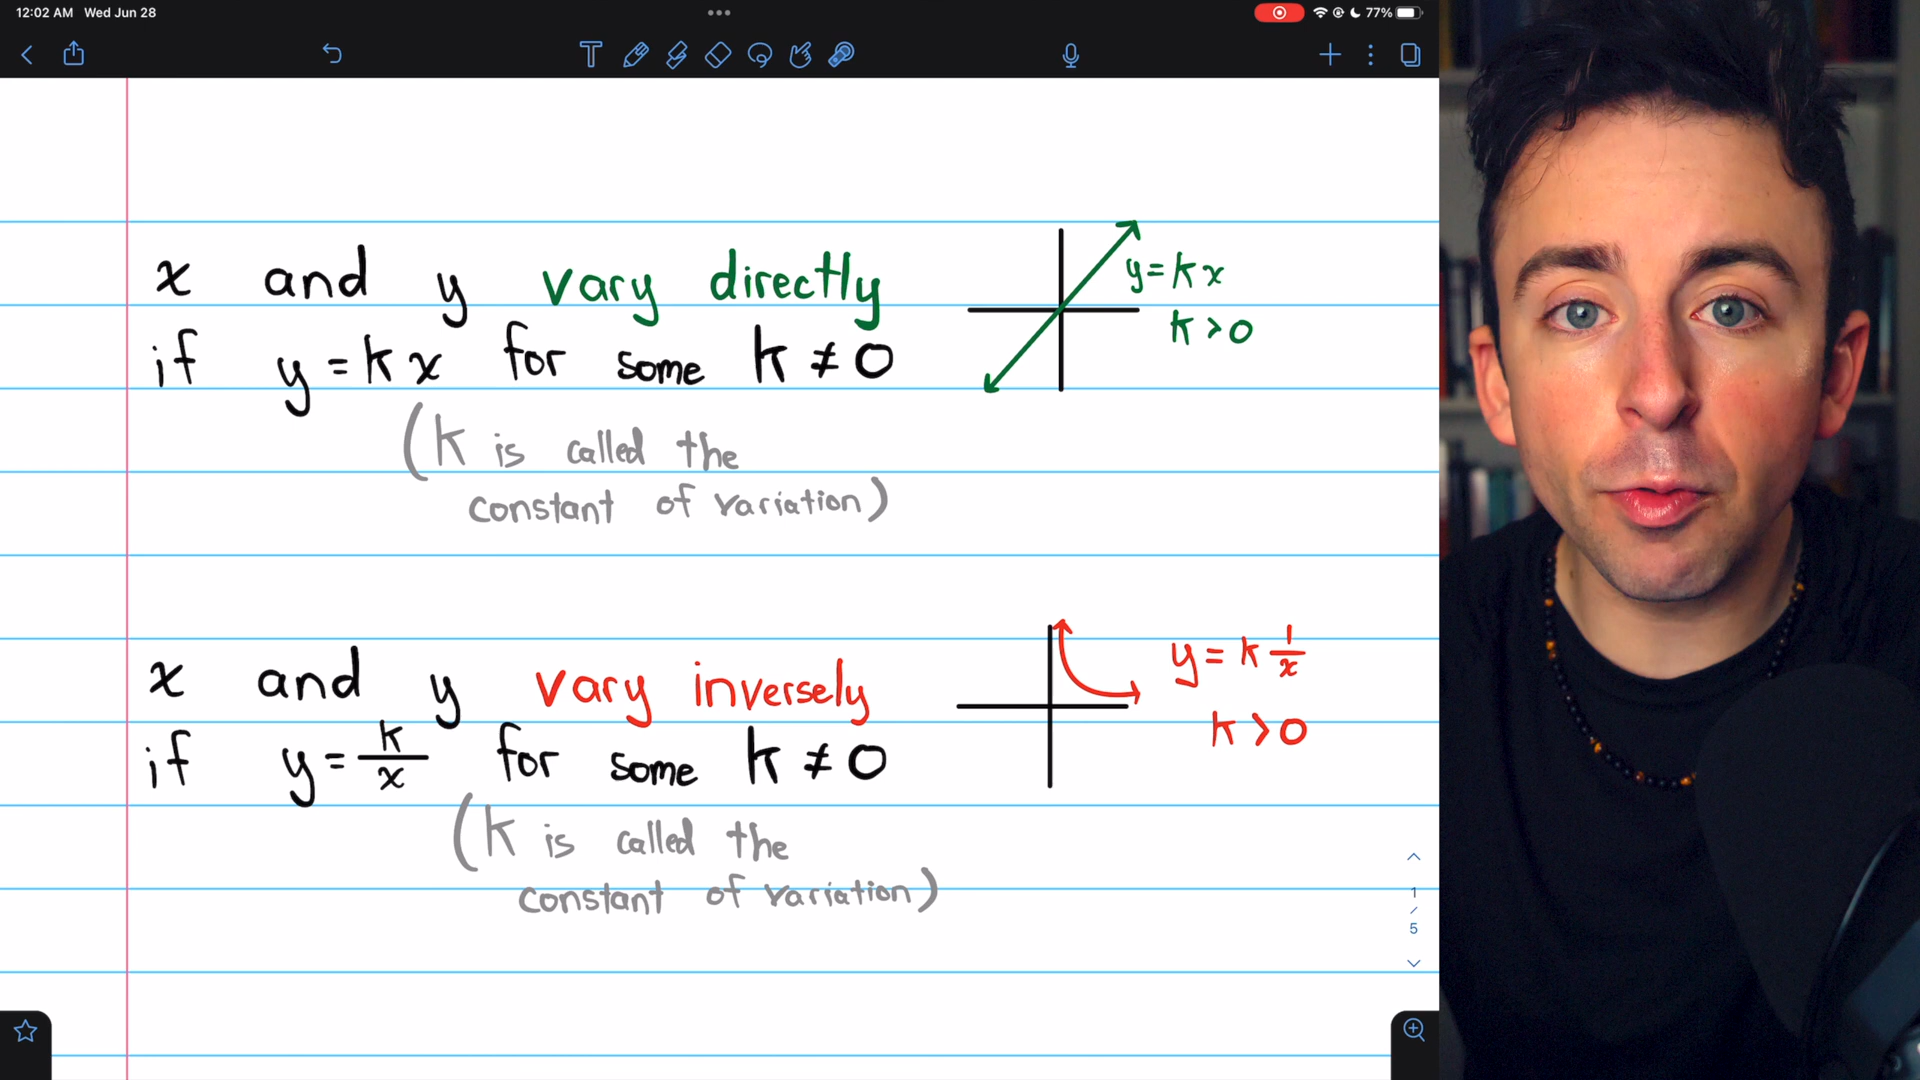 12:02 AM Wed Jun 28
77%
x and y vary directly
if y = kx for some k ≠ 0
(k is called the
constant of variation)
y = kx
k > 0
x and y vary inversely
if y = k/x for some k ≠ 0
(k is called the
constant of variation)
y = k 1/x
k > 0
1
/
5